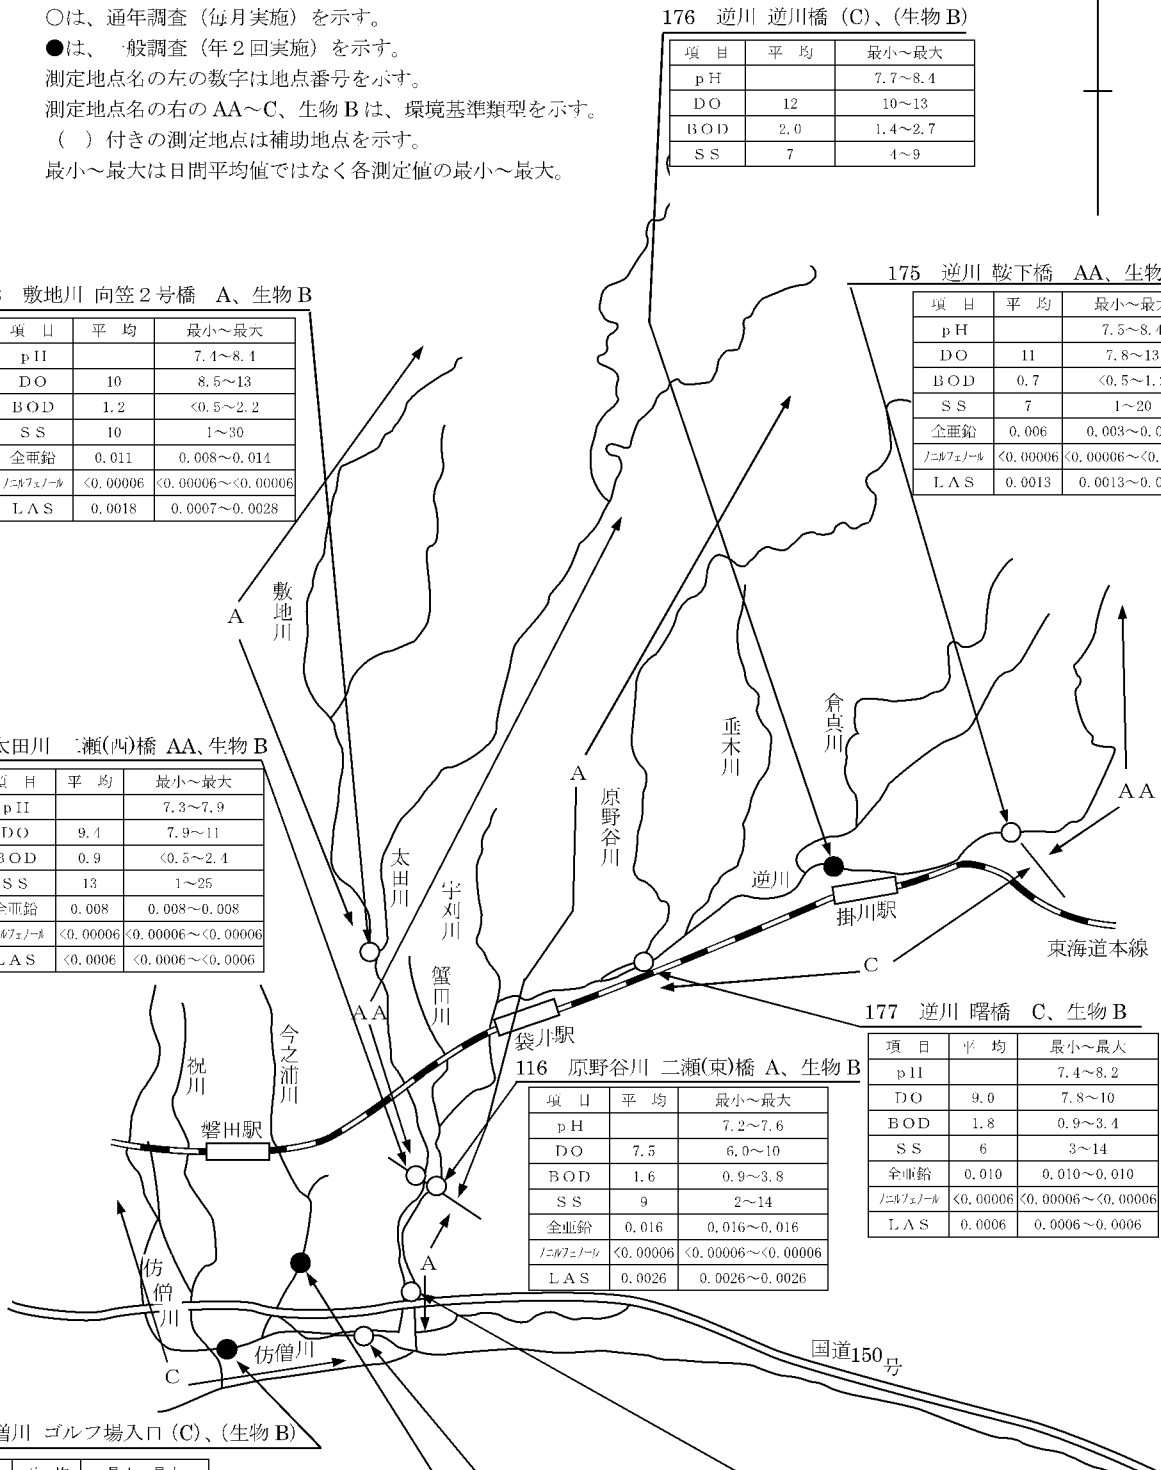 ○は、通年調査（毎月実施）を示す。
●は、一般調査（年２回実施）を示す。
測定地点名の左の数字は地点番号を示す。
測定地点名の右の AA～C、生物 B は、環境基準類型を示す。
（　）付きの測定地点は補助地点を示す。
最小～最大は日間平均値ではなく各測定値の最小～最大。
176 逆川 逆川橋（C）、（生物 B）
項 目 平 均 最小～最大
pH 7.7～8.4
DO 12 10～13
BOD 2.0 1.4～2.7
SS 7 4～9
175 逆川 鞍下橋 AA、生物
項 目 平 均 最小～最
pH 7.5～8.4
DO 11 7.8～13
BOD 0.7 <0.5～1.
SS 7 1～20
全亜鉛 0.006 0.003～0.0
ﾉﾆﾙﾌｪﾉｰﾙ <0.00006 <0.00006～<0.
LAS 0.0013 0.0013～0.0
敷地川 向笠２号橋 A、生物 B
項 目 平 均 最小～最大
pH 7.4～8.4
DO 10 8.5～13
BOD 1.2 <0.5～2.2
SS 10 1～30
全亜鉛 0.011 0.008～0.014
ﾉﾆﾙﾌｪﾉｰﾙ <0.00006 <0.00006～<0.00006
LAS 0.0018 0.0007～0.0028
A
敷地川
太田川 二瀬(西)橋 AA、生物 B
項 目 平 均 最小～最大
pH 7.3～7.9
DO 9.4 7.9～11
BOD 0.9 <0.5～2.4
SS 13 1～25
全亜鉛 0.008 0.008～0.008
ﾙﾌｪﾉｰﾙ <0.00006 <0.00006～<0.00006
LAS <0.0006 <0.0006～<0.0006
倉真川
垂木川
A
原野谷川
AA
太田川
宇刈川
逆川
掛川駅
東海道本線
C
蟹田川
AA
袋井駅
177 逆川 曙橋 C、生物 B
項 目 平 均 最小～最大
pH 7.4～8.2
DO 9.0 7.8～10
BOD 1.8 0.9～3.4
SS 6 3～14
全亜鉛 0.010 0.010～0.010
ﾉﾆﾙﾌｪﾉｰﾙ <0.00006 <0.00006～<0.00006
LAS 0.0006 0.0006～0.0006
116 原野谷川 二瀬(東)橋 A、生物 B
項 目 平 均 最小～最大
pH 7.2～7.6
DO 7.5 6.0～10
BOD 1.6 0.9～3.8
SS 9 2～14
全亜鉛 0.016 0.016～0.016
ﾉﾆﾙﾌｪﾉｰﾙ <0.00006 <0.00006～<0.00006
LAS 0.0026 0.0026～0.0026
祝川
今之浦川
磐田駅
A
仿僧川
仿僧川
C
国道150号
僧川 ゴルフ場入口（C）、（生物 B）